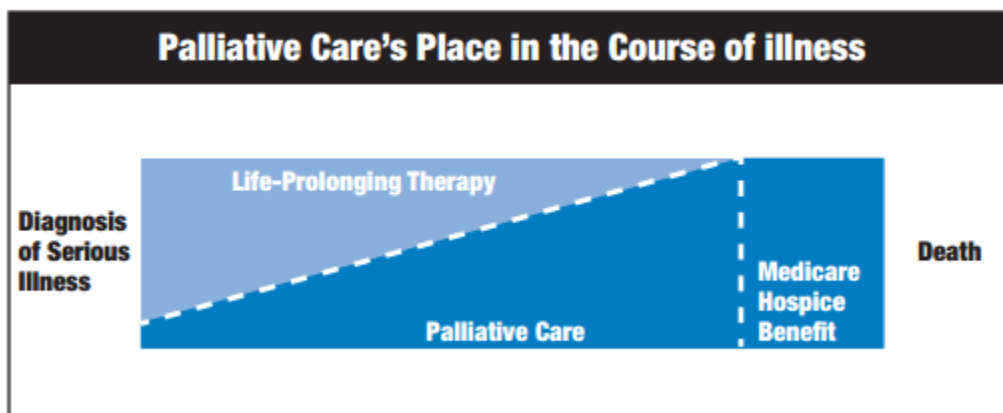 Palliative Care's Place in the Course of illness
Life-Prolonging Therapy
Diagnosis
of Serious
Illness
Death
Medicare
Hospice
Benefit
Palliative Care